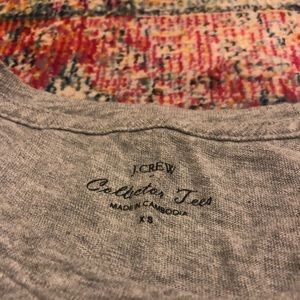 J.CREW
Collector Tees
MADE IN CAMBODIA
XS